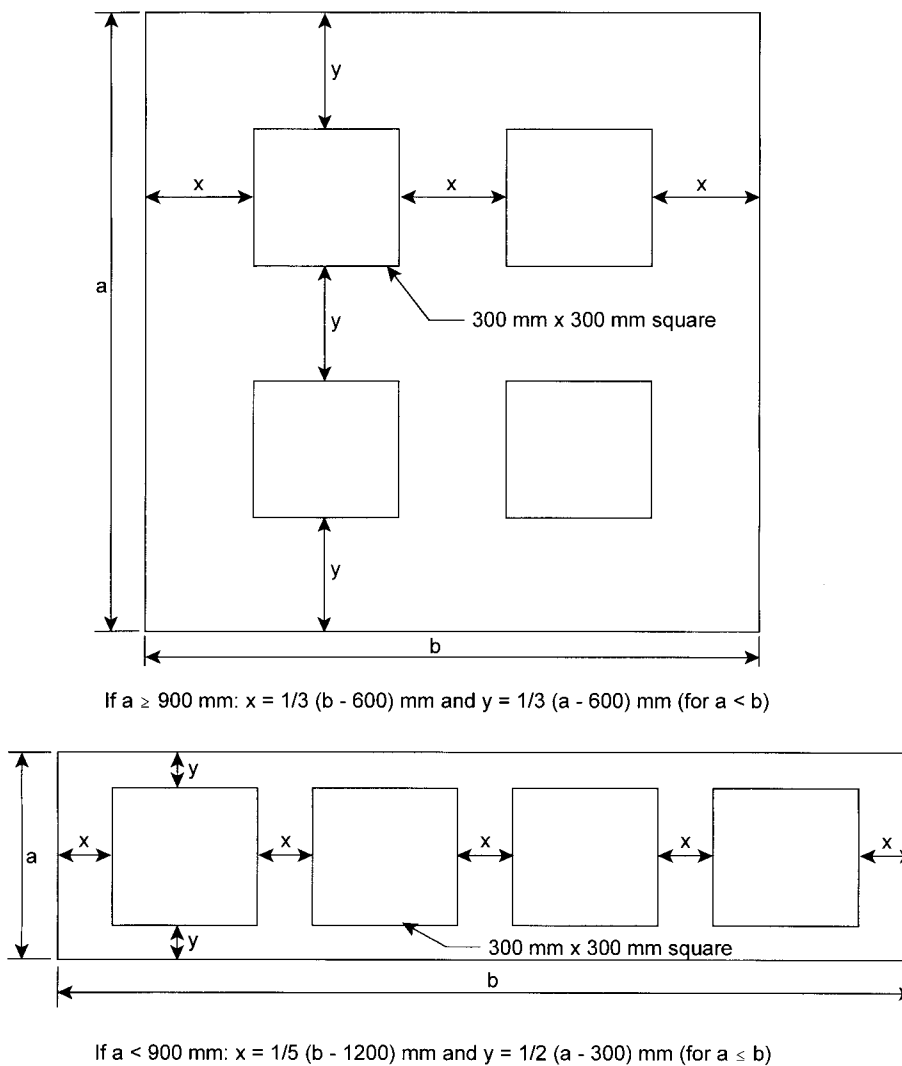 y
x x x
a
300 mm x 300 mm square
y
y
b
If a ≥ 900 mm: x = 1/3 (b - 600) mm and y = 1/3 (a - 600) mm (for a < b)
y
x x x x x
a
y
300 mm x 300 mm square
b
If a < 900 mm: x = 1/5 (b - 1200) mm and y = 1/2 (a - 300) mm (for a ≤ b)